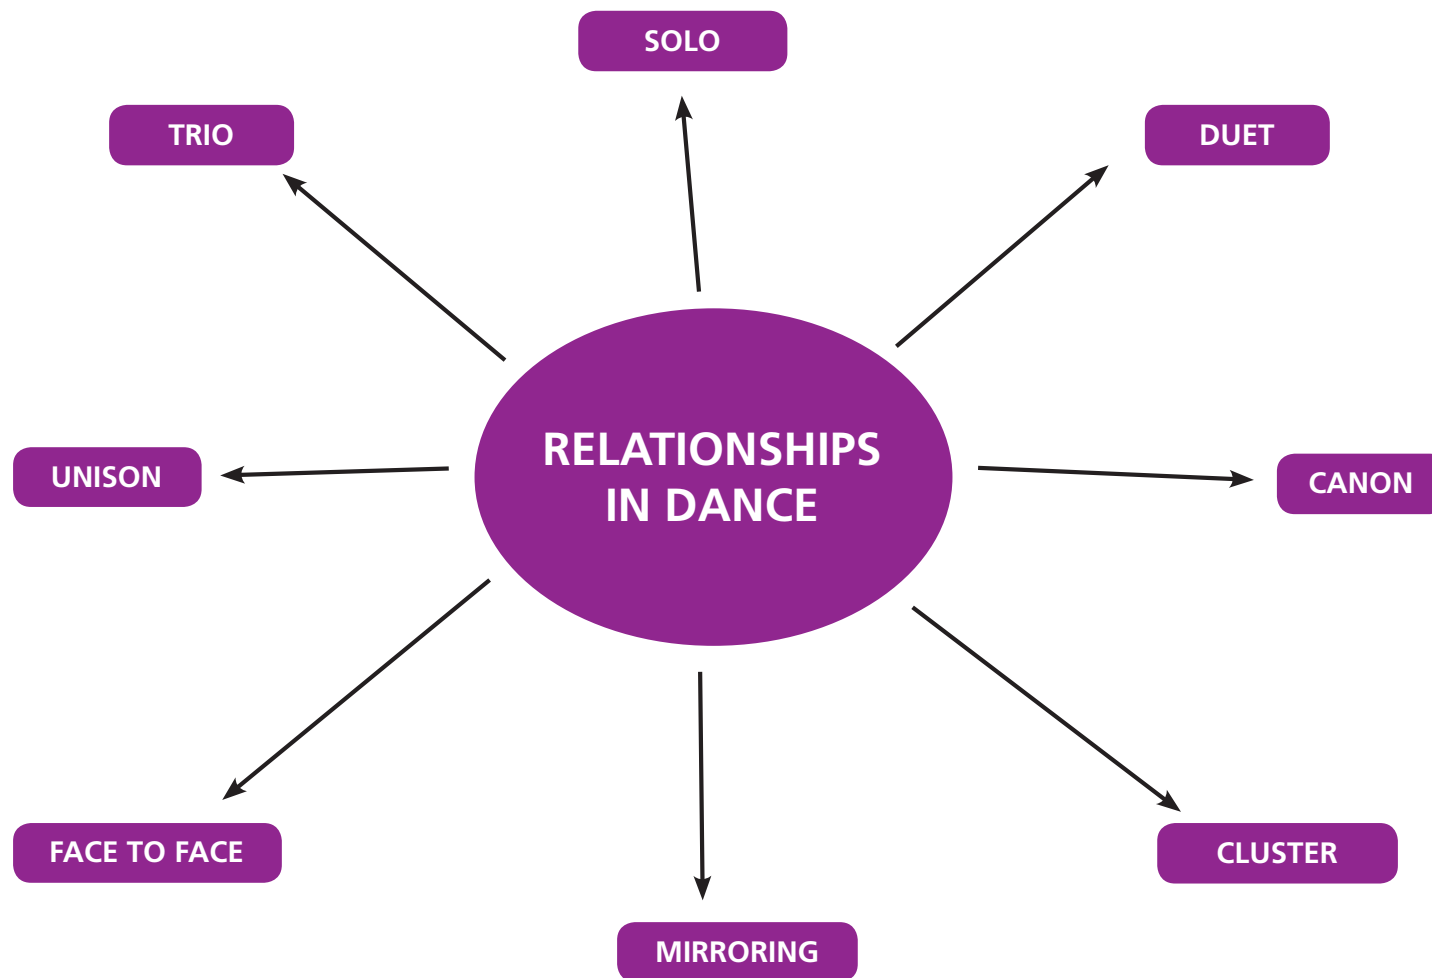 SOLO
TRIO
DUET
RELATIONSHIPS
IN DANCE
UNISON
CANON
FACE TO FACE
CLUSTER
MIRRORING